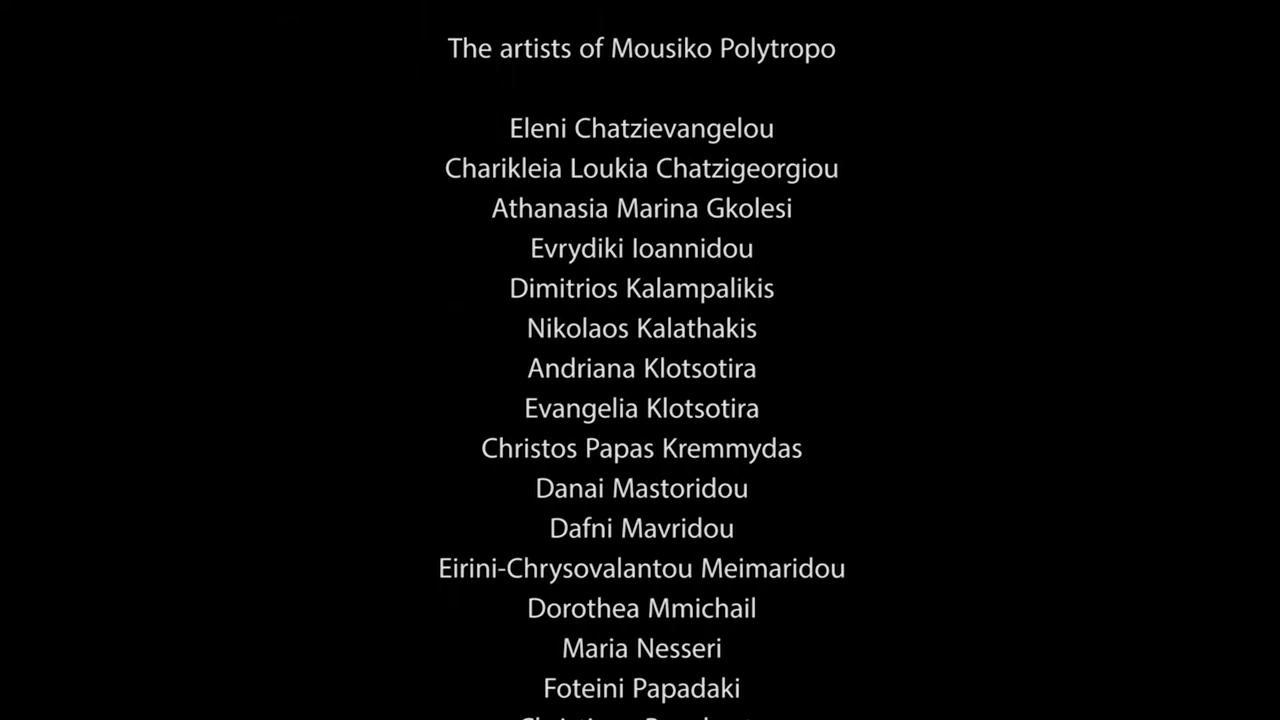 The artists of Mousiko Polytropo
Eleni Chatzievangelou
Charikleia Loukia Chatzigeorgiou
Athanasia Marina Gkolesi
Evrydiki Ioannidou
Dimitrios Kalampalikis
Nikolaos Kalathakis
Andriana Klotsotira
Evangelia Klotsotira
Christos Papas Kremmydas
Danai Mastoridou
Dafni Mavridou
Eirini-Chrysovalantou Meimaridou
Dorothea Mmichail
Maria Nesseri
Foteini Papadaki